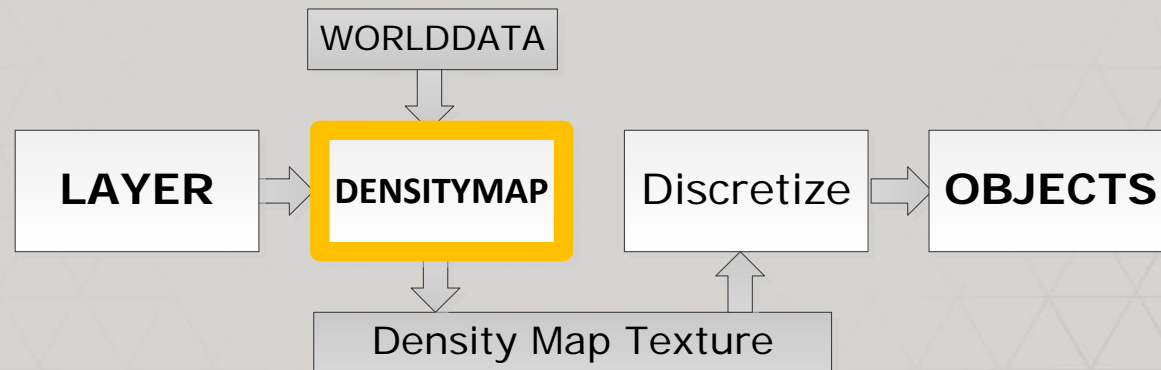 WORLDDATA
LAYER
DENSITYMAP
Discretize
OBJECTS
Density Map Texture